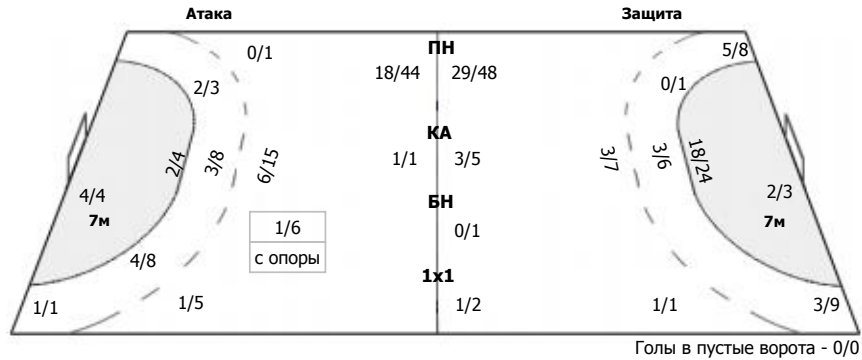 Атака Защита
0/1 ПН 5/8
18/44 29/48
2/3 0/1
КА
2/4 3/8 6/15 1/1 3/5 3/7 3/6 18/24
4/4 2/3
7м БН 7м
1/6 0/1
с опоры
4/8
1х1
1/1 1/5 1/2 1/1 3/9
Голы в пустые ворота - 0/0